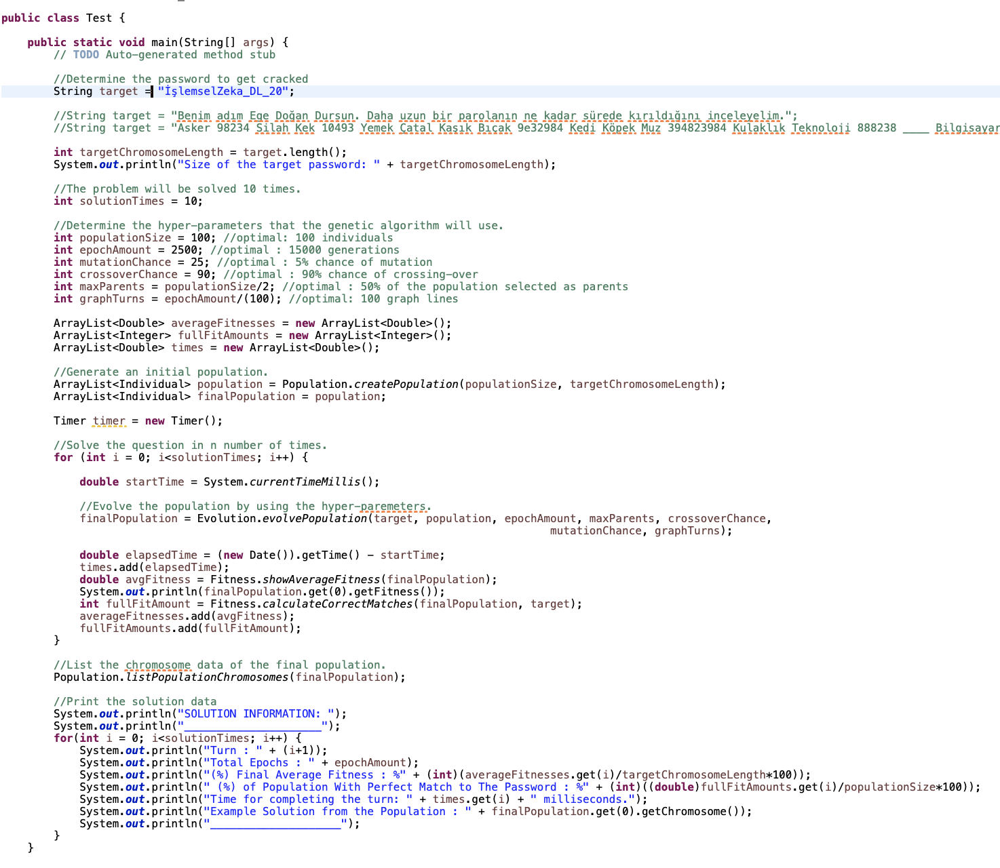 public class Test {
public static void main(String[] args) {
// TODO Auto-generated method stub
//Determine the password to get cracked
String target = "İşlemselZeka_DL_20";
//String target = "Benim adım Ege Doğan Dursun. Daha uzun bir parolanın ne kadar sürede kırıldığını inceleyelim.";
//String target = "Asker 98234 Silah Kek 10493 Yemek Çatal Kaşık Bıçak 9e32984 Kedi Köpek Muz 394823984 Kulaklık Teknoloji 888238 ____ Bilgisayar
int targetChromosomeLength = target.length();
System.out.println("Size of the target password: " + targetChromosomeLength);
//The problem will be solved 10 times.
int solutionTimes = 10;
//Determine the hyper-parameters that the genetic algorithm will use.
int populationSize = 100; //optimal: 100 individuals
int epochAmount = 2500; //optimal : 15000 generations
int mutationChance = 25; //optimal : 5% chance of mutation
int crossoverChance = 90; //optimal : 90% chance of crossing-over
int maxParents = populationSize/2; //optimal : 50% of the population selected as parents
int graphTurns = epochAmount/(100); //optimal: 100 graph lines
ArrayList<Double> averageFitnesses = new ArrayList<Double>();
ArrayList<Integer> fullFitAmounts = new ArrayList<Integer>();
ArrayList<Double> times = new ArrayList<Double>();
//Generate an initial population.
ArrayList<Individual> population = Population.createPopulation(populationSize, targetChromosomeLength);
ArrayList<Individual> finalPopulation = population;
Timer timer = new Timer();
//Solve the question in n number of times.
for (int i = 0; i<solutionTimes; i++) {
double startTime = System.currentTimeMillis();
//Evolve the population by using the hyper-paremeters.
finalPopulation = Evolution.evolvePopulation(target, population, epochAmount, maxParents, crossoverChance,
mutationChance, graphTurns);
double elapsedTime = (new Date()).getTime() - startTime;
times.add(elapsedTime);
double avgFitness = Fitness.showAverageFitness(finalPopulation);
System.out.println(finalPopulation.get(0).getFitness());
int fullFitAmount = Fitness.calculateCorrectMatches(finalPopulation, target);
averageFitnesses.add(avgFitness);
fullFitAmounts.add(fullFitAmount);
}
//List the chromosome data of the final population.
Population.listPopulationChromosomes(finalPopulation);
//Print the solution data
System.out.println("SOLUTION INFORMATION: ");
System.out.println("_____________________");
for(int i = 0; i<solutionTimes; i++) {
System.out.println("Turn : " + (i+1));
System.out.println("Total Epochs : " + epochAmount);
System.out.println("(%) Final Average Fitness : %" + (int)(averageFitnesses.get(i)/targetChromosomeLength*100));
System.out.println(" (%) of Population With Perfect Match to The Password : %" + (int)((double)fullFitAmounts.get(i)/populationSize*100));
System.out.println("Time for completing the turn: " + times.get(i) + " milliseconds.");
System.out.println("Example Solution from the Population : " + finalPopulation.get(0).getChromosome());
System.out.println("____________________");
}
}